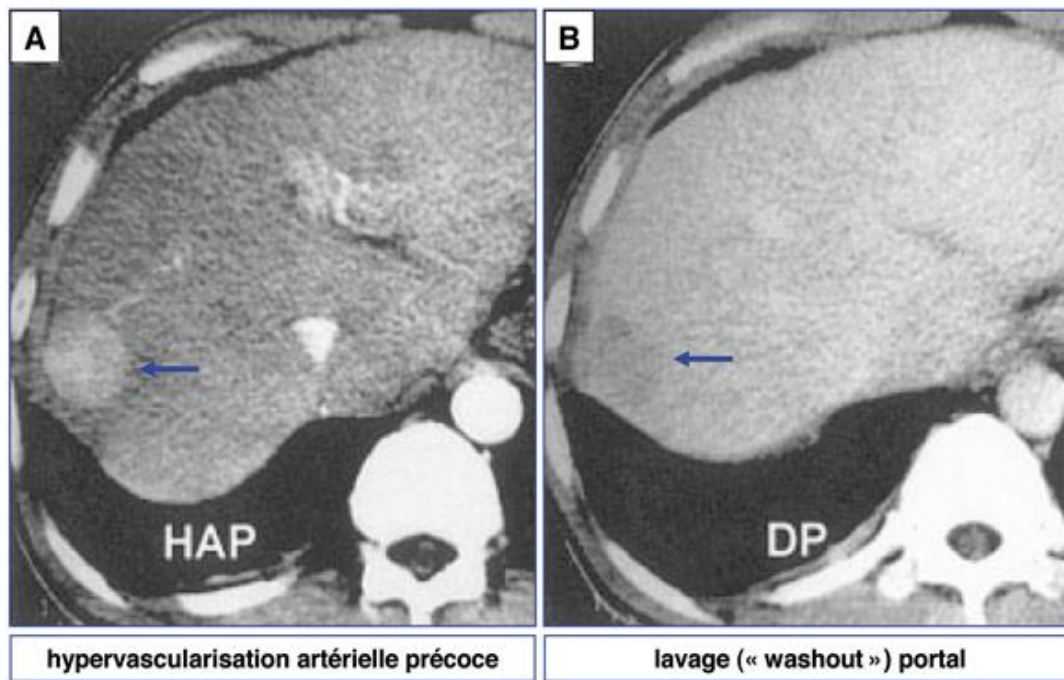 A
B
HAP
DP
hypervascularisation artérielle précoce
lavage (« washout ») portal